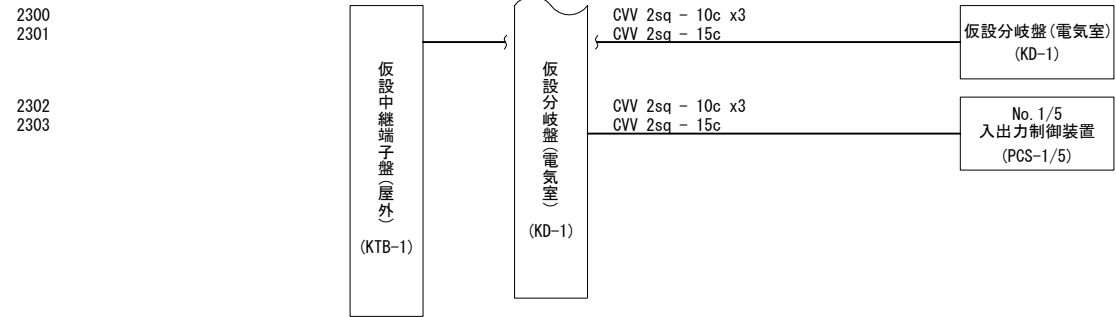 2300
2301
CVV 2sq - 10c x3
CVV 2sq - 15c
仮設分岐盤(電気室)
(KD-1)
2302
2303
CVV 2sq - 10c x3
CVV 2sq - 15c
No.1/5
入出力制御装置
(PCS-1/5)
仮設中継端子盤(屋外)
(KTB-1)
仮設分岐盤(電気室)
(KD-1)